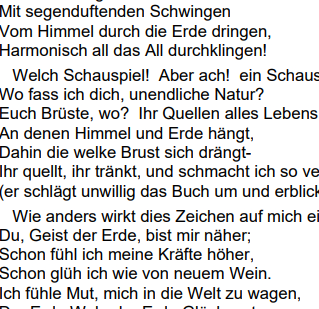 Mit segenduftenden Schwingen
Vom Himmel durch die Erde dringen,
Harmonisch all das All durchklingen!
Welch Schauspiel! Aber ach! ein Schaus
Wo fass ich dich, unendliche Natur?
Euch Brüste, wo? Ihr Quellen alles Lebens
An denen Himmel und Erde hängt,
Dahin die welke Brust sich drängt-
Ihr quellt, ihr tränkt, und schmacht ich so ve
(er schlägt unwillig das Buch um und erblick
Wie anders wirkt dies Zeichen auf mich ei
Du, Geist der Erde, bist mir näher;
Schon fühl ich meine Kräfte höher,
Schon glüh ich wie von neuem Wein.
Ich fühle Mut, mich in die Welt zu wagen,